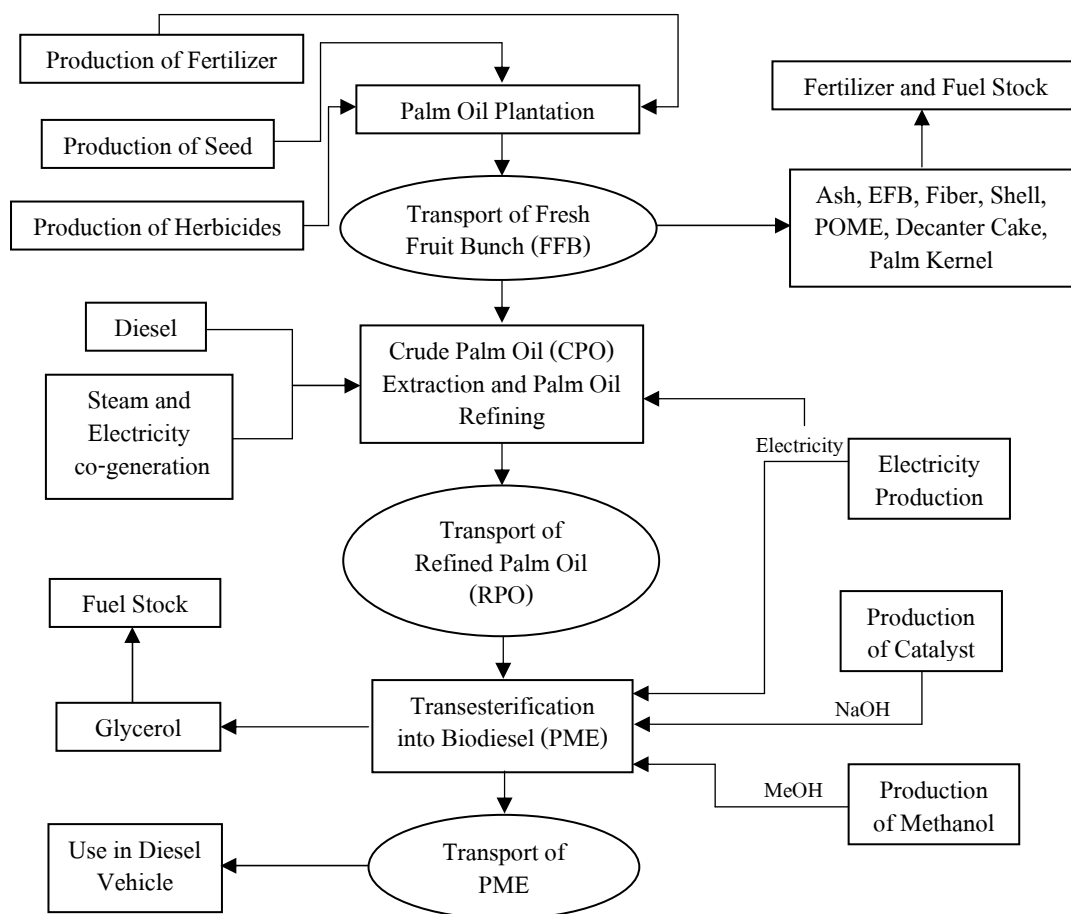 Production of Fertilizer
Fertilizer and Fuel Stock
Palm Oil Plantation
Production of Seed
Production of Herbicides
Transport of Fresh
Fruit Bunch (FFB)
Ash, EFB, Fiber, Shell,
POME, Decanter Cake,
Palm Kernel
Diesel
Steam and
Electricity
co-generation
Crude Palm Oil (CPO)
Extraction and Palm Oil
Refining
Electricity
Electricity
Production
Transport of
Refined Palm Oil
(RPO)
Fuel Stock
Production
of Catalyst
Glycerol
Transesterification
into Biodiesel (PME)
NaOH
MeOH
Production
of Methanol
Use in Diesel
Vehicle
Transport of
PME